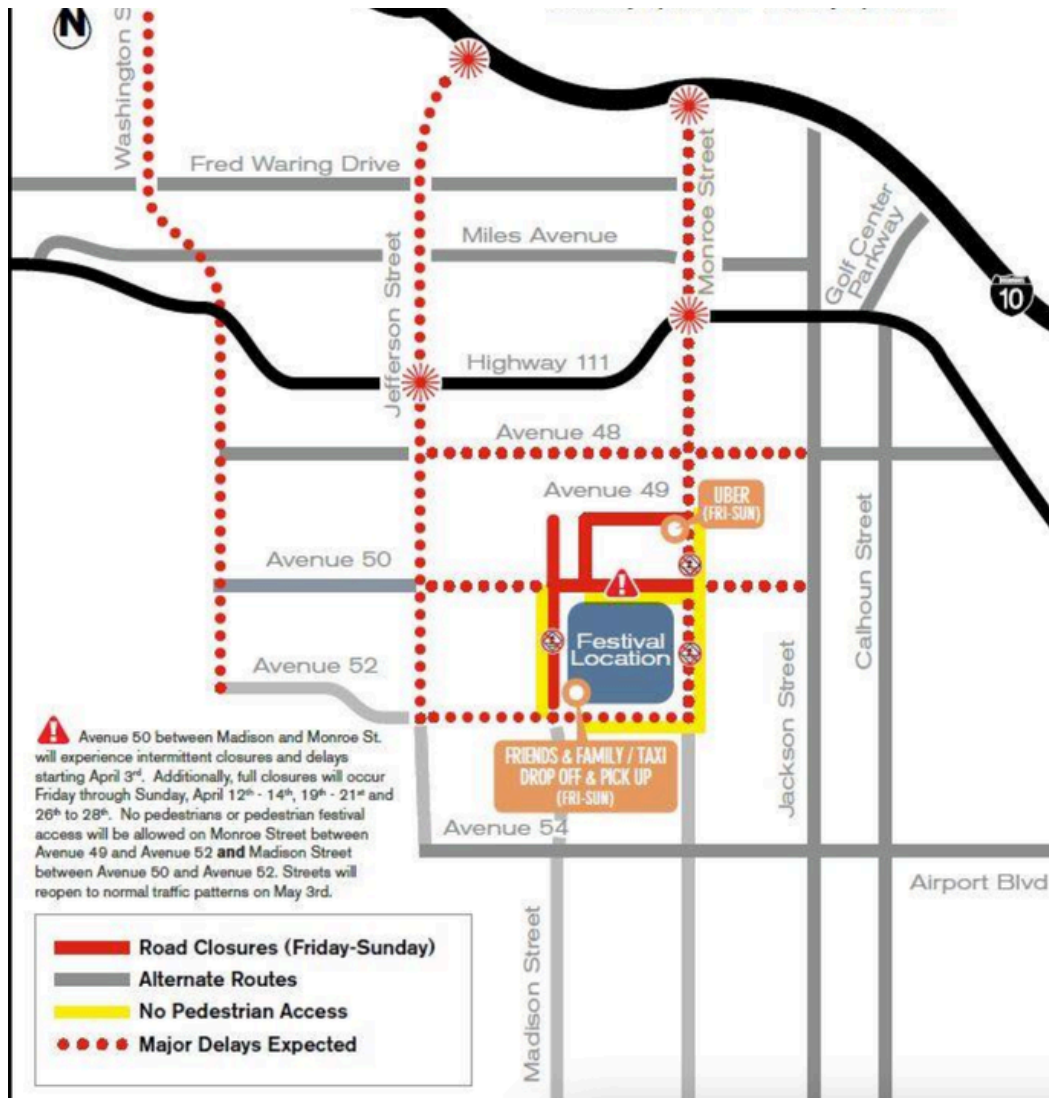 N
Washington S
Fred Waring Drive
Miles Avenue
Monroe Street
Golf Center
Parkway
10
Jefferson Street
Highway 111
Avenue 48
Avenue 49
UBER
(FRI-SUN)
Avenue 50
Calhoun Street
Festival
Location
Avenue 52
Jackson Street
Avenue 50 between Madison and Monroe St.
will experience intermittent closures and delays
starting April 3rd. Additionally, full closures will occur
Friday through Sunday, April 12th - 14th, 19th - 21st and
26th to 28th. No pedestrians or pedestrian festival
access will be allowed on Monroe Street between
Avenue 49 and Avenue 52 and Madison Street
between Avenue 50 and Avenue 52. Streets will
reopen to normal traffic patterns on May 3rd.
FRIENDS & FAMILY / TAXI
DROP OFF & PICK UP
(FRI-SUN)
Avenue 54
Airport Blvd
Madison Street
Road Closures (Friday-Sunday)
Alternate Routes
No Pedestrian Access
Major Delays Expected